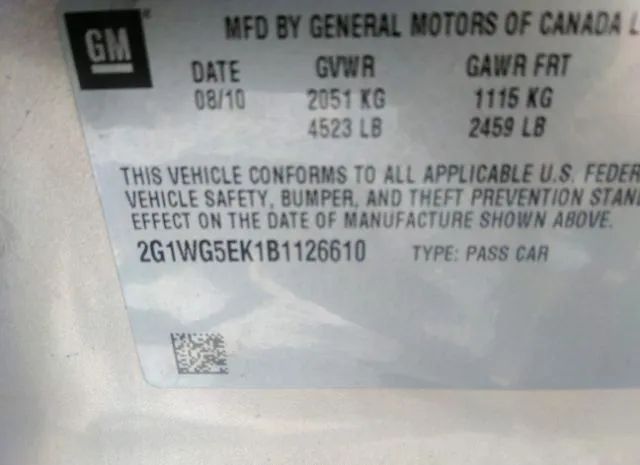 GM
MFD BY GENERAL MOTORS OF CANADA L
DATE GVWR GAWR FRT
08/10 2051 KG 1115 KG
4523 LB 2459 LB
THIS VEHICLE CONFORMS TO ALL APPLICABLE U.S. FEDER
VEHICLE SAFETY, BUMPER, AND THEFT PREVENTION STAN
EFFECT ON THE DATE OF MANUFACTURE SHOWN ABOVE.
2G1WG5EK1B1126610 TYPE: PASS CAR